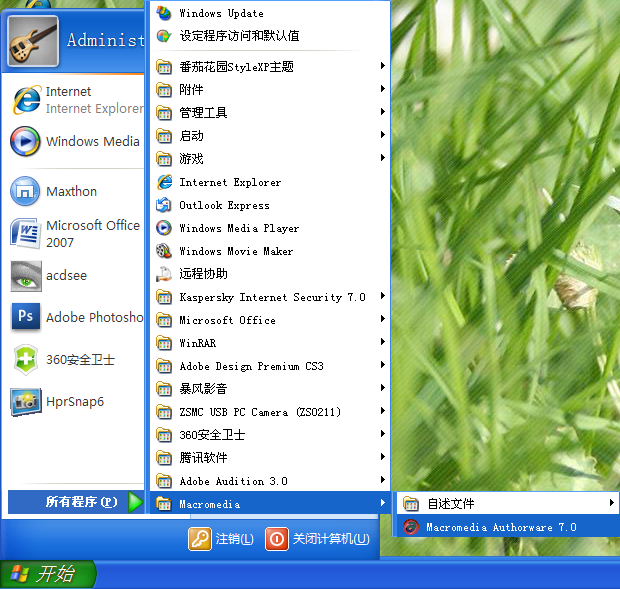 Administ
Internet
Internet Explorer
Windows Media
Maxthon
Microsoft Office
2007
acdsee
Adobe Photosho
360安全卫士
HprSnap6
所有程序(P)
Windows Update
设定程序访问和默认值
番茄花园StyleXP主题
附件
管理工具
启动
游戏
Internet Explorer
Outlook Express
Windows Media Player
Windows Movie Maker
远程协助
Kaspersky Internet Security 7.0
Microsoft Office
WinRAR
Adobe Design Premium CS3
暴风影音
ZSMC USB PC Camera (ZS0211)
360安全卫士
腾讯软件
Adobe Audition 3.0
Macromedia
自述文件
Macromedia Authorware 7.0
注销(L)
关闭计算机(U)
开始